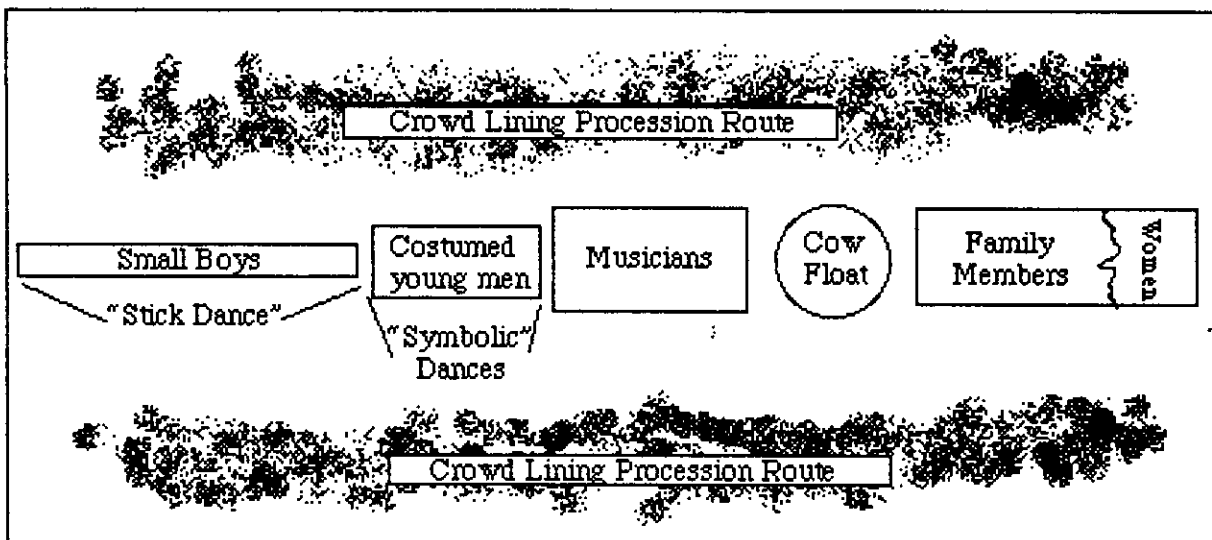 Crowd Lining Procession Route
Small Boys
"Stick Dance"
Costumed
young men
"Symbolic"
Dances
Musicians
Cow
Float
Family
Members
Women
Crowd Lining Procession Route